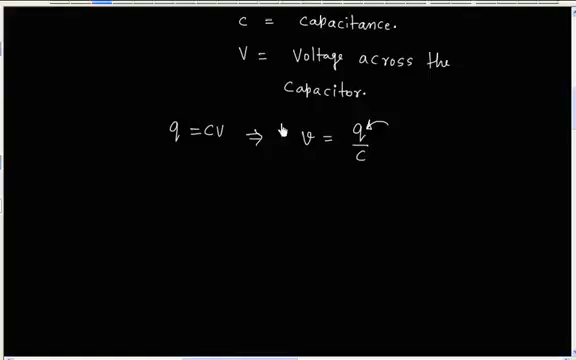 c = Capacitance.
V = Voltage across the
Capacitor.
q = CV ⇒ v = q/c